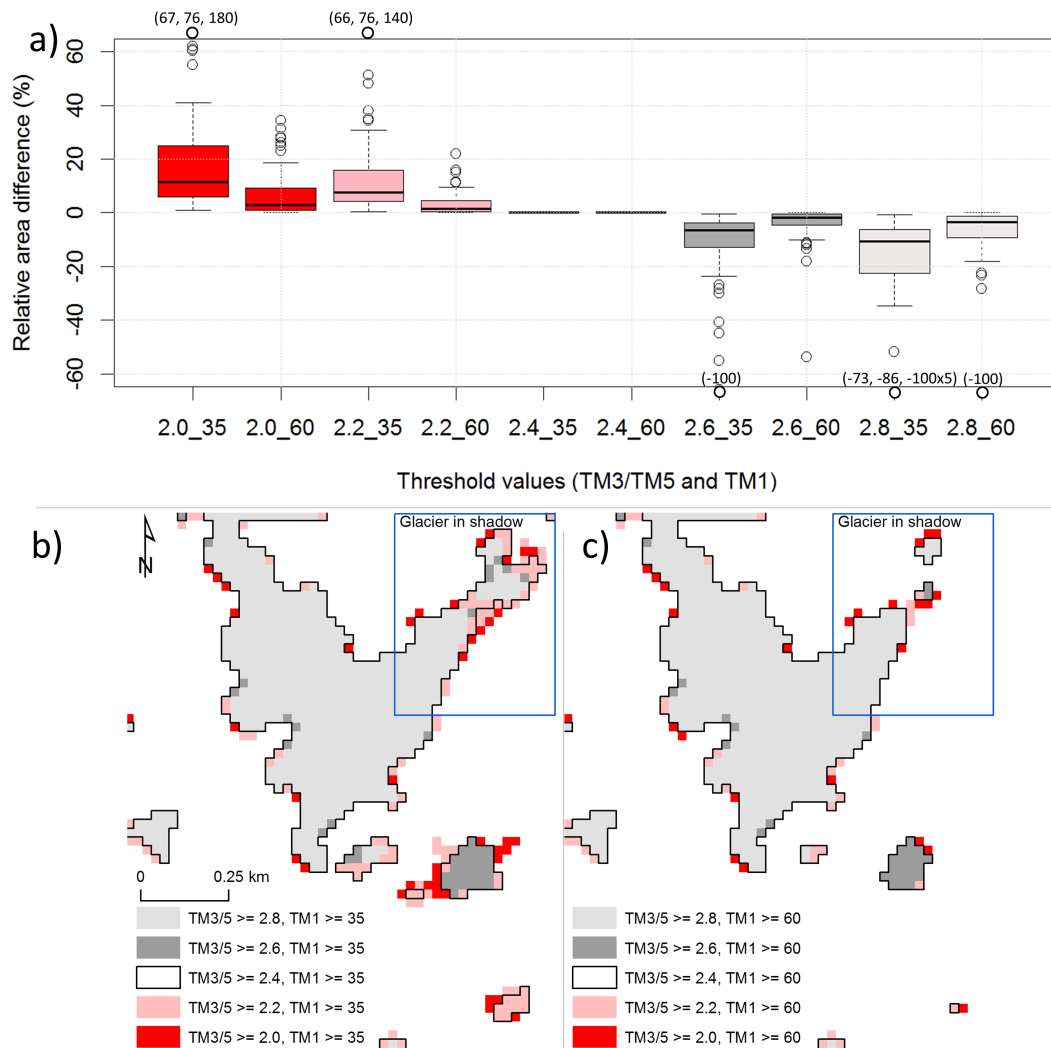 (67, 76, 180) (66, 76, 140)
a)
Relative area difference (%)
60
40
20
0
-20
-40
-60
(-100) (-73, -86, -100x5) (-100)
2.0_35 2.0_60 2.2_35 2.2_60 2.4_35 2.4_60 2.6_35 2.6_60 2.8_35 2.8_60
Threshold values (TM3/TM5 and TM1)
b)
N
Glacier in shadow
0 0.25 km
TM3/5 >= 2.8, TM1 >= 35
TM3/5 >= 2.6, TM1 >= 35
TM3/5 >= 2.4, TM1 >= 35
TM3/5 >= 2.2, TM1 >= 35
TM3/5 >= 2.0, TM1 >= 35
c)
Glacier in shadow
TM3/5 >= 2.8, TM1 >= 60
TM3/5 >= 2.6, TM1 >= 60
TM3/5 >= 2.4, TM1 >= 60
TM3/5 >= 2.2, TM1 >= 60
TM3/5 >= 2.0, TM1 >= 60